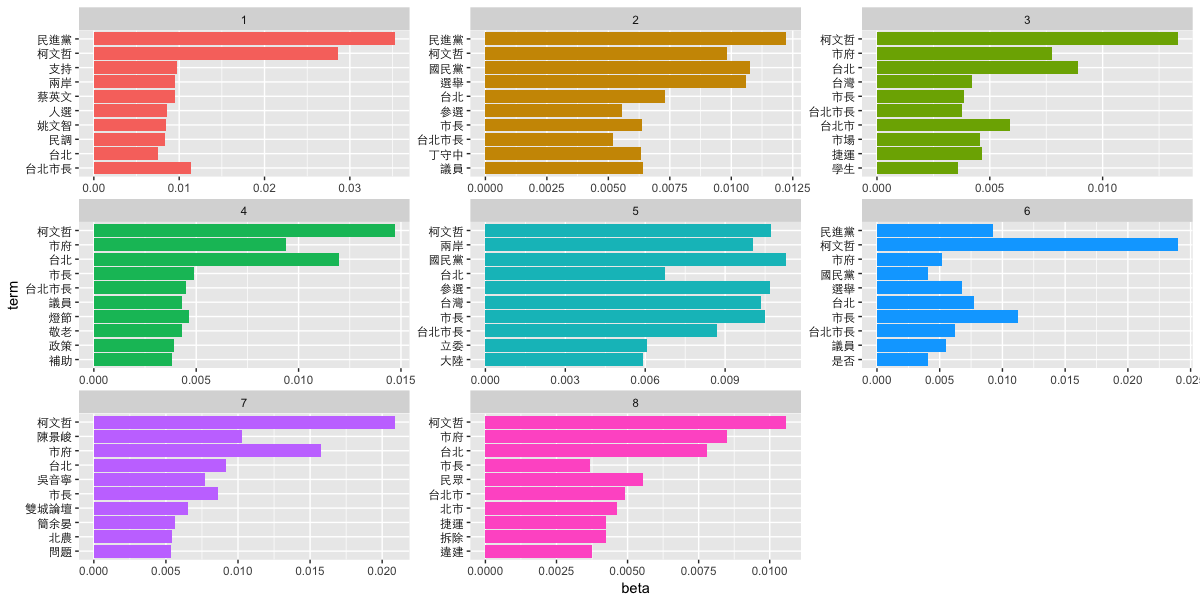 1
民進黨
柯文哲
支持
兩岸
蔡英文
人選
姚文智
民調
台北
台北市長
0.00 0.01 0.02 0.03
2
民進黨
柯文哲
國民黨
選舉
台北
參選
市長
台北市長
丁守中
議員
0.0000 0.0025 0.0050 0.0075 0.0100 0.0125
3
柯文哲
市府
台北
台灣
市長
台北市長
台北市
市場
捷運
學生
0.000 0.005 0.010
4
柯文哲
市府
台北
市長
台北市長
議員
燈節
敬老
政策
補助
0.000 0.005 0.010 0.015
5
柯文哲
兩岸
國民黨
台北
參選
台灣
市長
台北市長
立委
大陸
0.000 0.003 0.006 0.009
6
民進黨
柯文哲
市府
國民黨
選舉
台北
市長
台北市長
議員
是否
0.000 0.005 0.010 0.015 0.020 0.025
7
柯文哲
陳景峻
市府
台北
吳音寧
市長
雙城論壇
簡余晏
北農
問題
0.000 0.005 0.010 0.015 0.020
8
柯文哲
市府
台北
市長
民眾
台北市
北市
捷運
拆除
違建
0.0000 0.0025 0.0050 0.0075 0.0100
term
beta